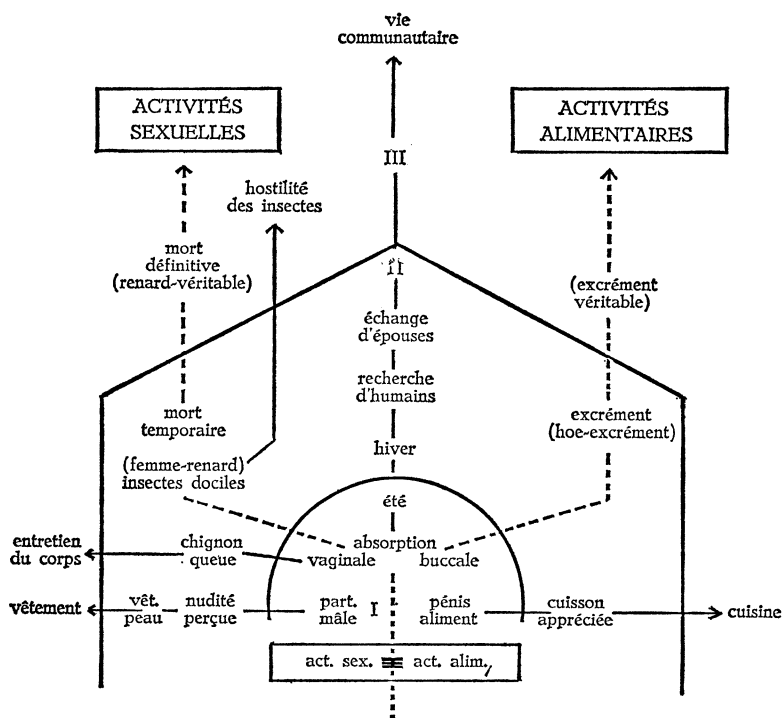 vie
communautaire
ACTIVITÉS
SEXUELLES
ACTIVITÉS
ALIMENTAIRES
III
hostilité
des insectes
mort
définitive
(renard-véritable)
II
(excrément
véritable)
échange
d'épouses
recherche
d'humains
mort
temporaire
excrément
(hoe-excrément)
hiver
(femme-renard)
insectes dociles
été
absorption
entretien
du corps
chignon
queue
vaginale
buccale
vêtement
vêt.
peau
nudité
perçue
part.
mâle
I
pénis
aliment
cuisson
appréciée
cuisine
act. sex. ≡ act. alim.